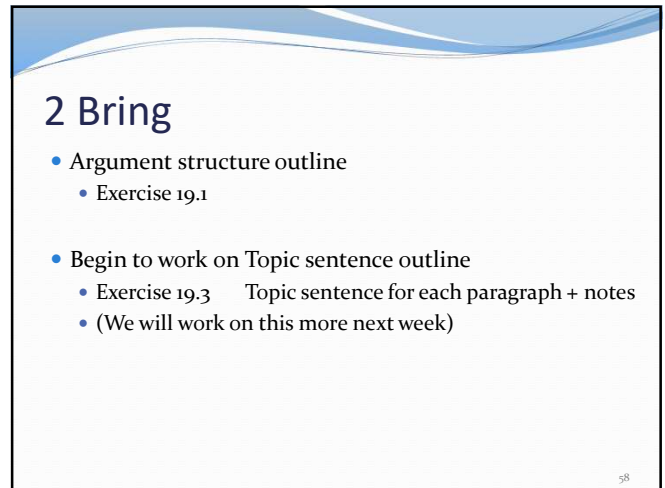 2 Bring
• Argument structure outline
• Exercise 19.1
• Begin to work on Topic sentence outline
• Exercise 19.3 Topic sentence for each paragraph + notes
• (We will work on this more next week)
58